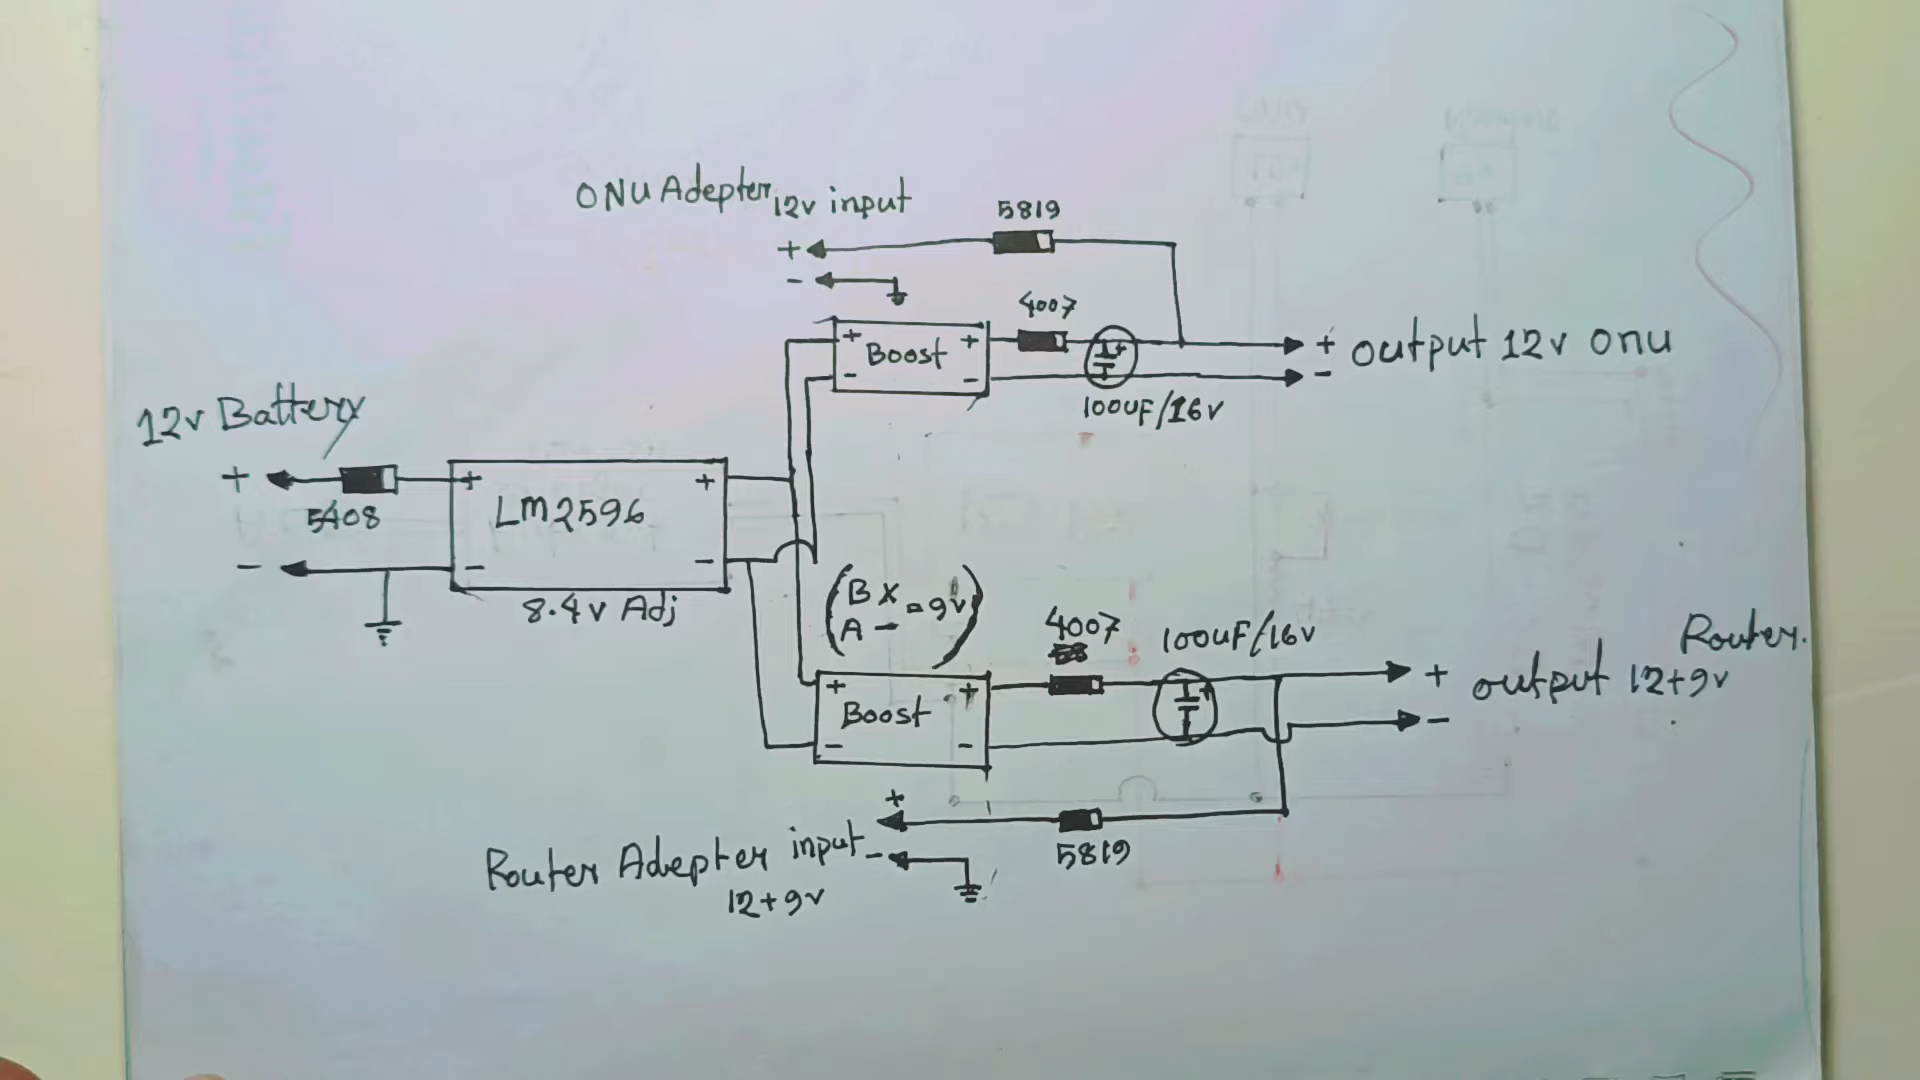 ONU Adepter 12v input
+
-
5819
4007
+ Boost +
- -
100uF/16v
+ output 12v onu
-
12v Battery
+
-
5408
+ LM2596 +
- -
8.4v Adj
(B X = 9v)
(A -)
4007
100uF/16v
+ Boost +
- -
Router.
+ output 12+9v
-
+
-
Router Adepter input
12+9v
5819